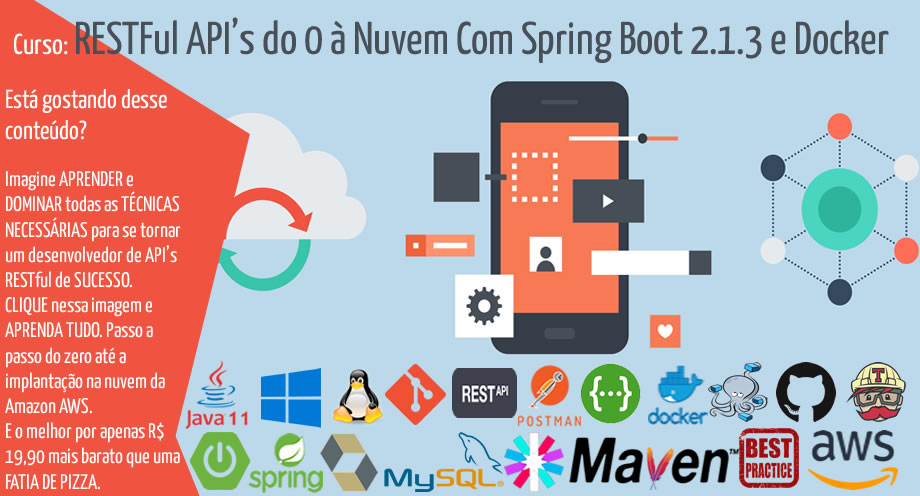 Curso: RESTFul API's do 0 à Nuvem Com Spring Boot 2.1.3 e Docker
Está gostando desse
conteúdo?
Imagine APRENDER e
DOMINAR todas as TÉCNICAS
NECESSÁRIAS para se tornar
um desenvolvedor de API's
RESTful de SUCESSO.
CLIQUE nessa imagem e
APRENDA TUDO. Passo a
passo do zero até a
implantação na nuvem da
Amazon AWS.
E o melhor por apenas R$
19,90 mais barato que uma
FATIA DE PIZZA.
Java 11
REST API
POSTMAN
docker
T
spring
MySQL
Maven™
BEST
PRACTICE
aws